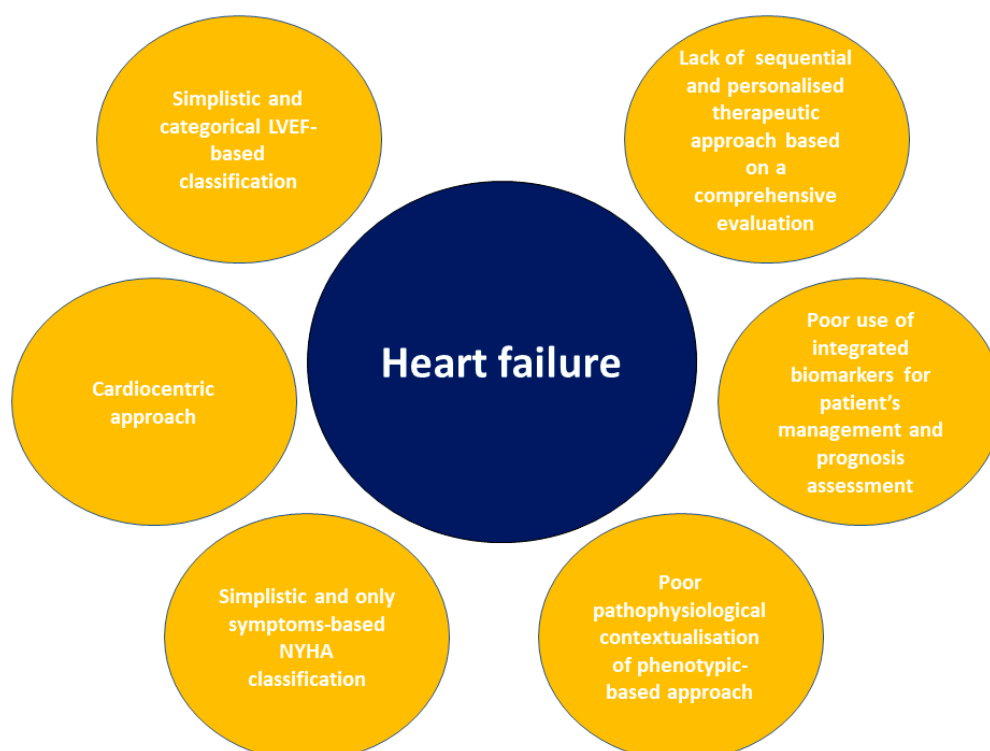 Simplistic and
categorical LVEF-
based
classification
Lack of sequential
and personalised
therapeutic
approach based
on a
comprehensive
evaluation
Heart failure
Cardiocentric
approach
Poor use of
integrated
biomarkers for
patient’s
management and
prognosis
assessment
Simplistic and only
symptoms-based
NYHA
classification
Poor
pathophysiological
contextualisation
of phenotypic-
based approach